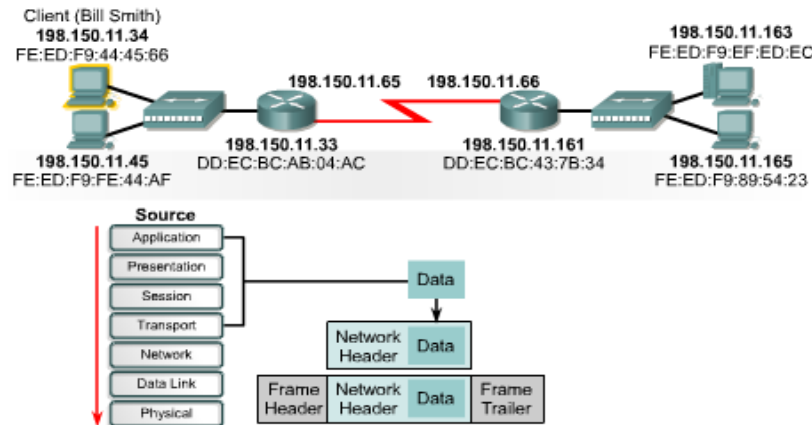 Client (Bill Smith)
198.150.11.34
FE:ED:F9:44:45:66
198.150.11.163
FE:ED:F9:EF:ED:EC
198.150.11.65
198.150.11.66
198.150.11.45
FE:ED:F9:FE:44:AF
198.150.11.33
DD:EC:BC:AB:04:AC
198.150.11.161
DD:EC:BC:43:7B:34
198.150.11.165
FE:ED:F9:89:54:23
Source
Application
Presentation
Session
Transport
Network
Data Link
Physical
Data
Network
Header
Data
Frame
Header
Network
Header
Data
Frame
Trailer